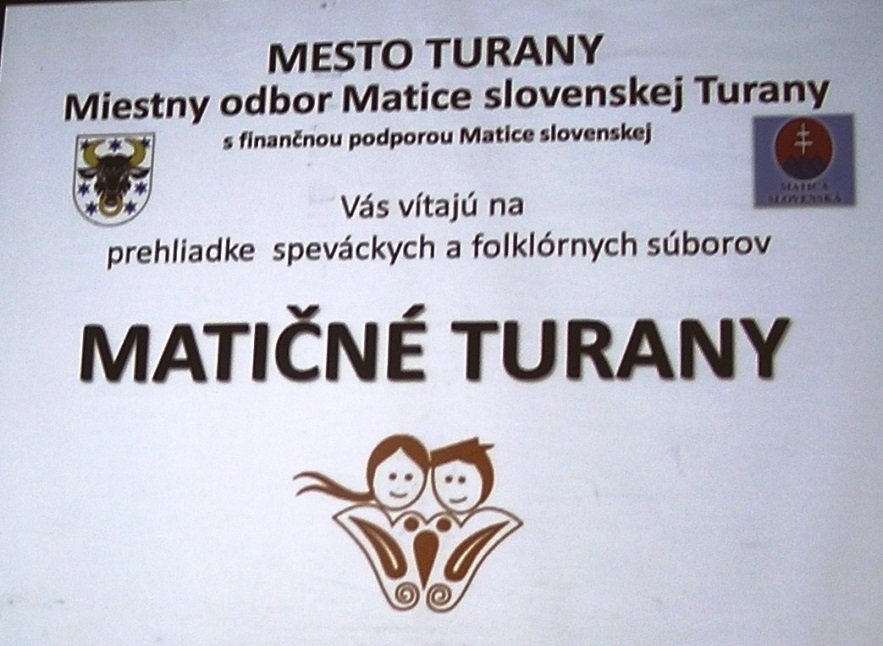 MESTO TURANY
Miestny odbor Matice slovenskej Turany
s finančnou podporou Matice slovenskej
MATICA
SLOVENSKÁ
Vás vítajú na
prehliadke speváckych a folklórnych súborov
MATIČNÉ TURANY